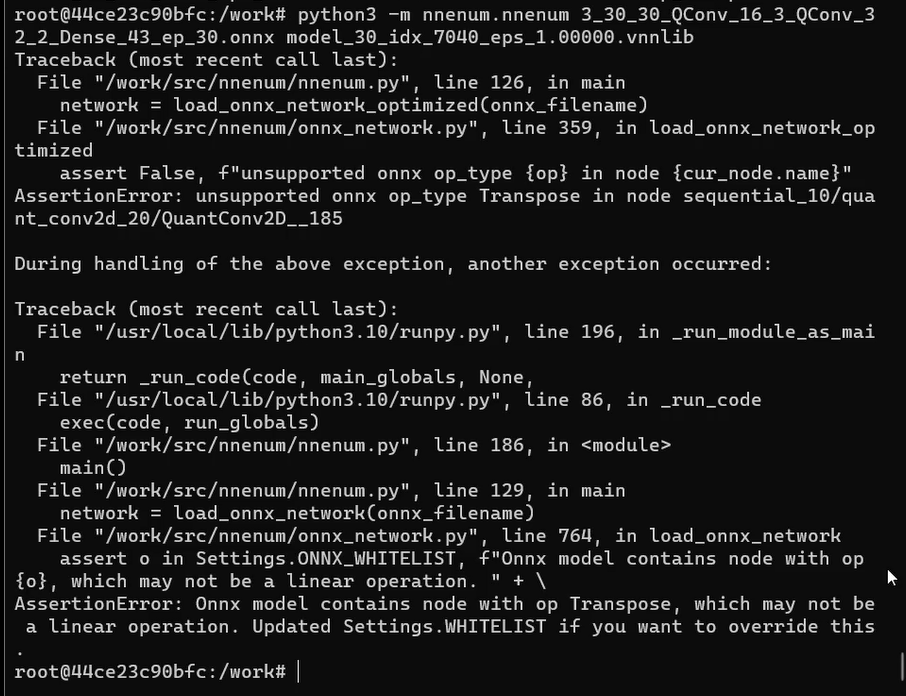 root@44ce23c90bfc:/work# python3 -m nnenum.nnenum 3_30_30_QConv_16_3_QConv_3
2_2_Dense_43_ep_30.onnx model_30_idx_7040_eps_1.00000.vnnlib
Traceback (most recent call last):
  File "/work/src/nnenum/nnenum.py", line 126, in main
    network = load_onnx_network_optimized(onnx_filename)
  File "/work/src/nnenum/onnx_network.py", line 359, in load_onnx_network_op
timized
    assert False, f"unsupported onnx op_type {op} in node {cur_node.name}"
AssertionError: unsupported onnx op_type Transpose in node sequential_10/qua
nt_conv2d_20/QuantConv2D__185

During handling of the above exception, another exception occurred:

Traceback (most recent call last):
  File "/usr/local/lib/python3.10/runpy.py", line 196, in _run_module_as_mai
n
    return _run_code(code, main_globals, None,
  File "/usr/local/lib/python3.10/runpy.py", line 86, in _run_code
    exec(code, run_globals)
  File "/work/src/nnenum/nnenum.py", line 186, in <module>
    main()
  File "/work/src/nnenum/nnenum.py", line 129, in main
    network = load_onnx_network(onnx_filename)
  File "/work/src/nnenum/onnx_network.py", line 764, in load_onnx_network
    assert o in Settings.ONNX_WHITELIST, f"Onnx model contains node with op 
{o}, which may not be a linear operation. " + \
AssertionError: Onnx model contains node with op Transpose, which may not be
 a linear operation. Updated Settings.WHITELIST if you want to override this
.
root@44ce23c90bfc:/work#